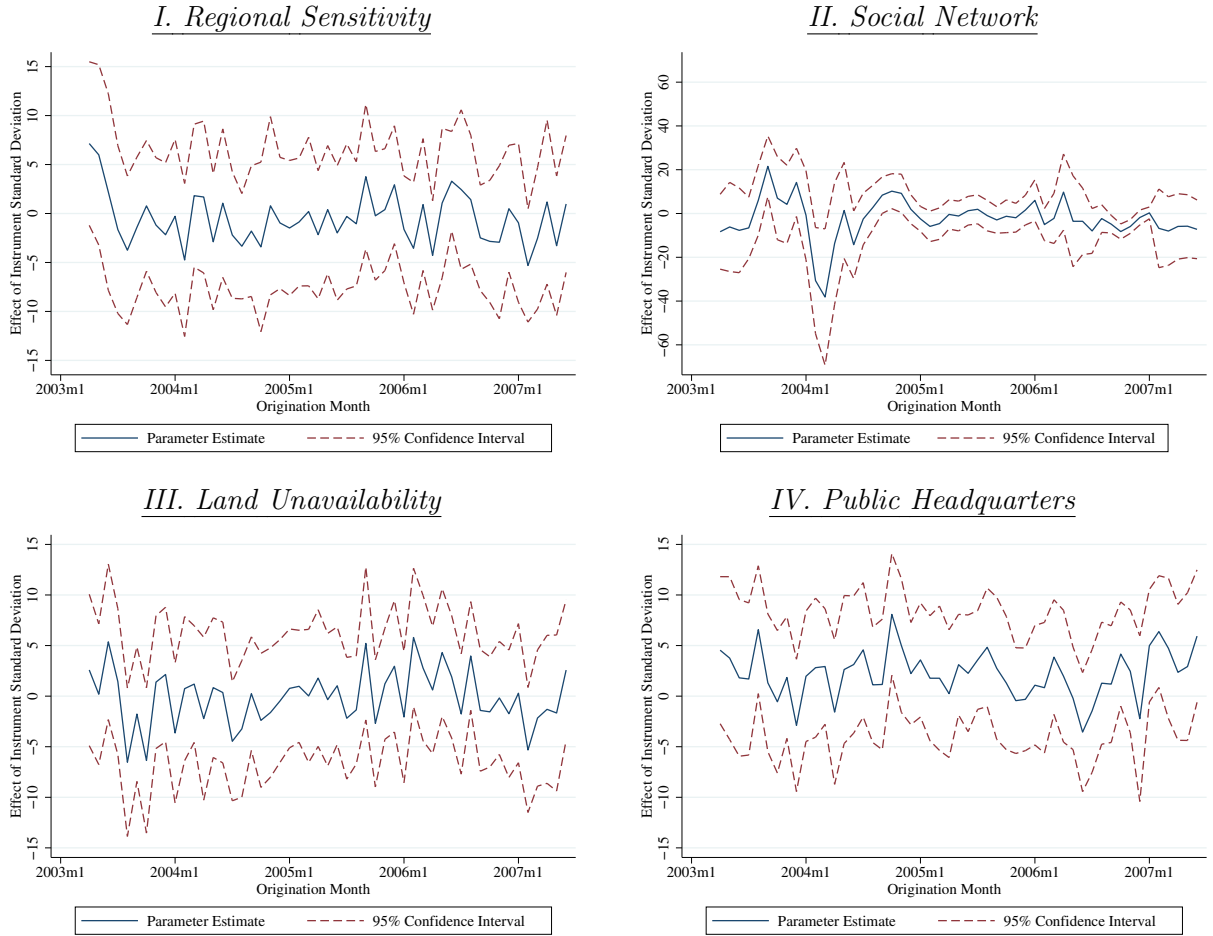 I. Regional Sensitivity
Effect of Instrument Standard Deviation
15
10
5
0
−5
−10
−15
2003m1 2004m1 2005m1 2006m1 2007m1
Origination Month
Parameter Estimate 95% Confidence Interval
II. Social Network
Effect of Instrument Standard Deviation
60
40
20
0
−20
−40
−60
2003m1 2004m1 2005m1 2006m1 2007m1
Origination Month
Parameter Estimate 95% Confidence Interval
III. Land Unavailability
Effect of Instrument Standard Deviation
15
10
5
0
−5
−10
−15
2003m1 2004m1 2005m1 2006m1 2007m1
Origination Month
Parameter Estimate 95% Confidence Interval
IV. Public Headquarters
Effect of Instrument Standard Deviation
15
10
5
0
−5
−10
−15
2003m1 2004m1 2005m1 2006m1 2007m1
Origination Month
Parameter Estimate 95% Confidence Interval